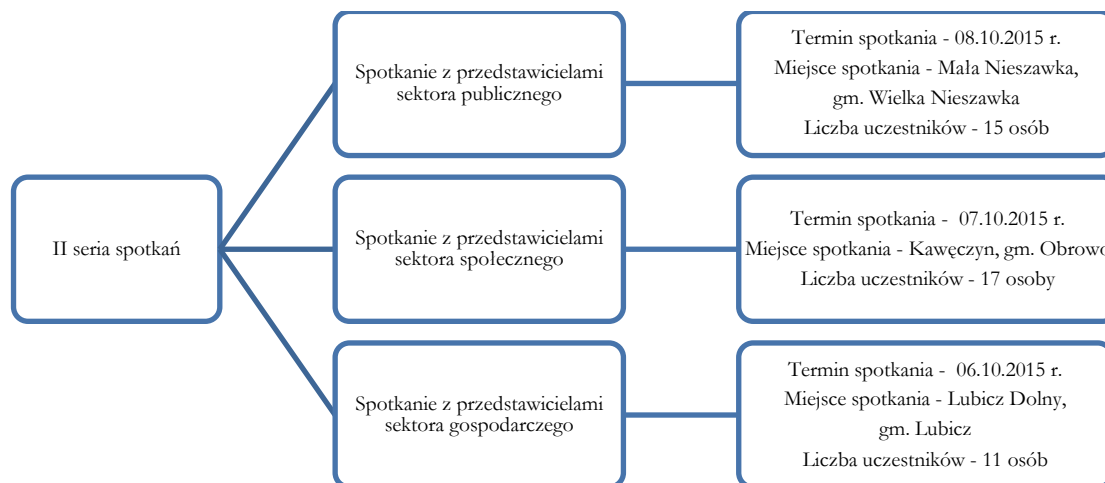 II seria spotkań
Spotkanie z przedstawicielami
sektora publicznego
Termin spotkania - 08.10.2015 r.
Miejsce spotkania - Mała Nieszawka,
gm. Wielka Nieszawka
Liczba uczestników - 15 osób
Spotkanie z przedstawicielami
sektora społecznego
Termin spotkania - 07.10.2015 r.
Miejsce spotkania - Kawęczyn, gm. Obrowo
Liczba uczestników - 17 osoby
Spotkanie z przedstawicielami
sektora gospodarczego
Termin spotkania - 06.10.2015 r.
Miejsce spotkania - Lubicz Dolny,
gm. Lubicz
Liczba uczestników - 11 osób